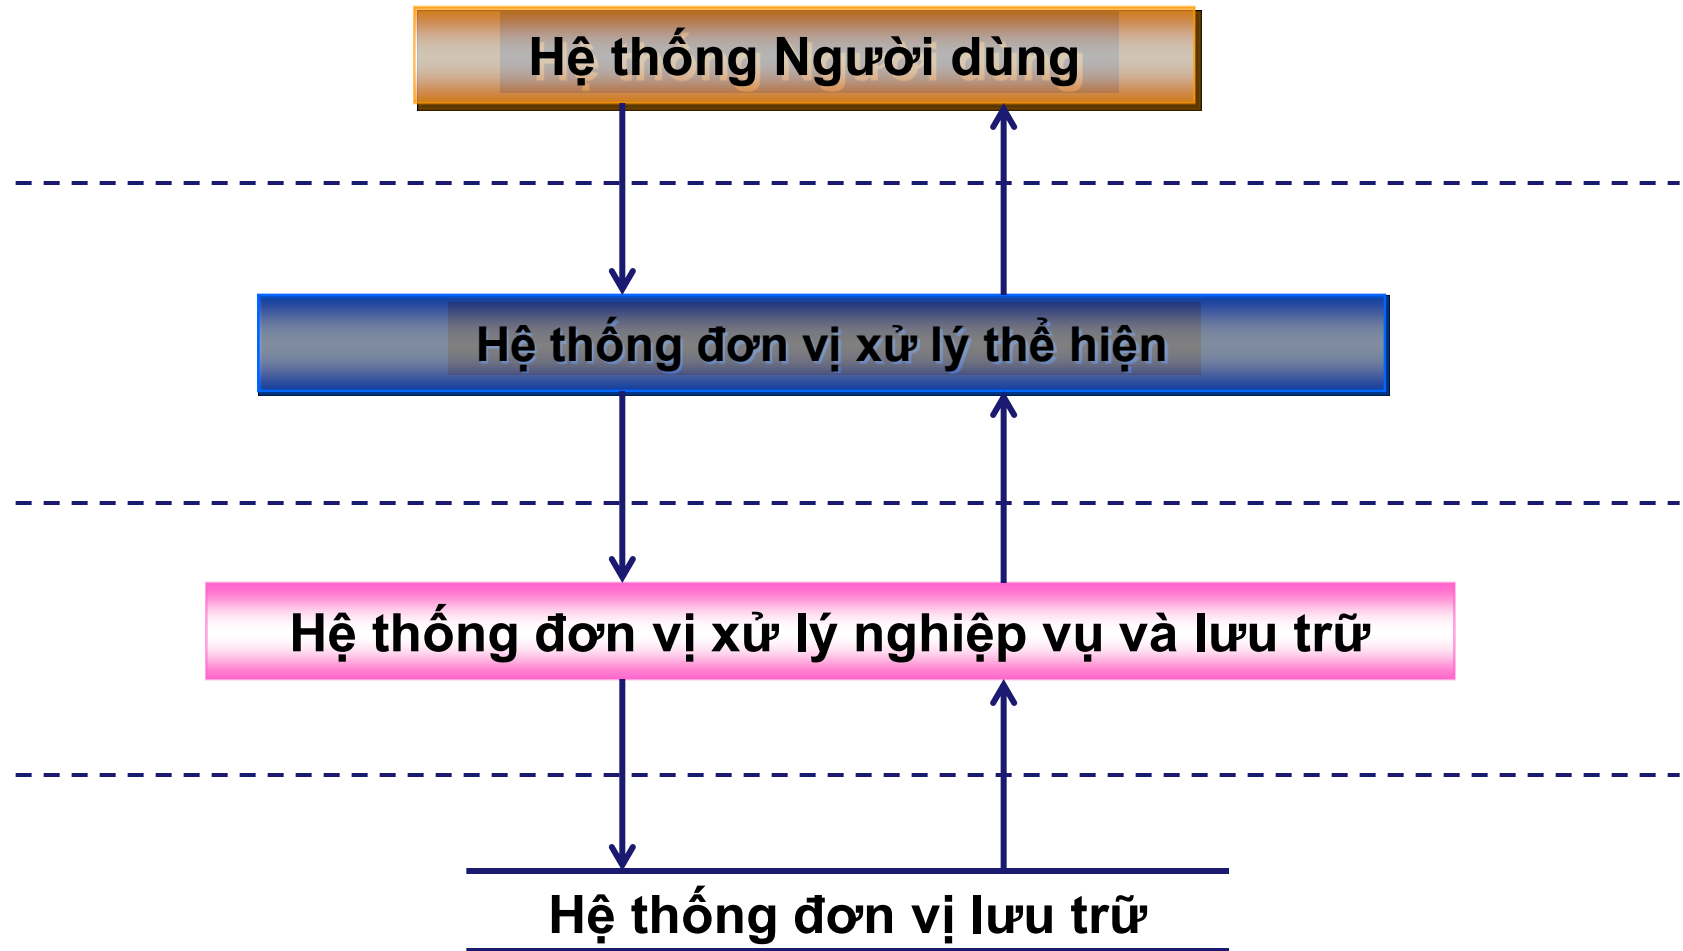 Hệ thống Người dùng
Hệ thống đơn vị xử lý thể hiện
Hệ thống đơn vị xử lý nghiệp vụ và lưu trữ
Hệ thống đơn vị lưu trữ